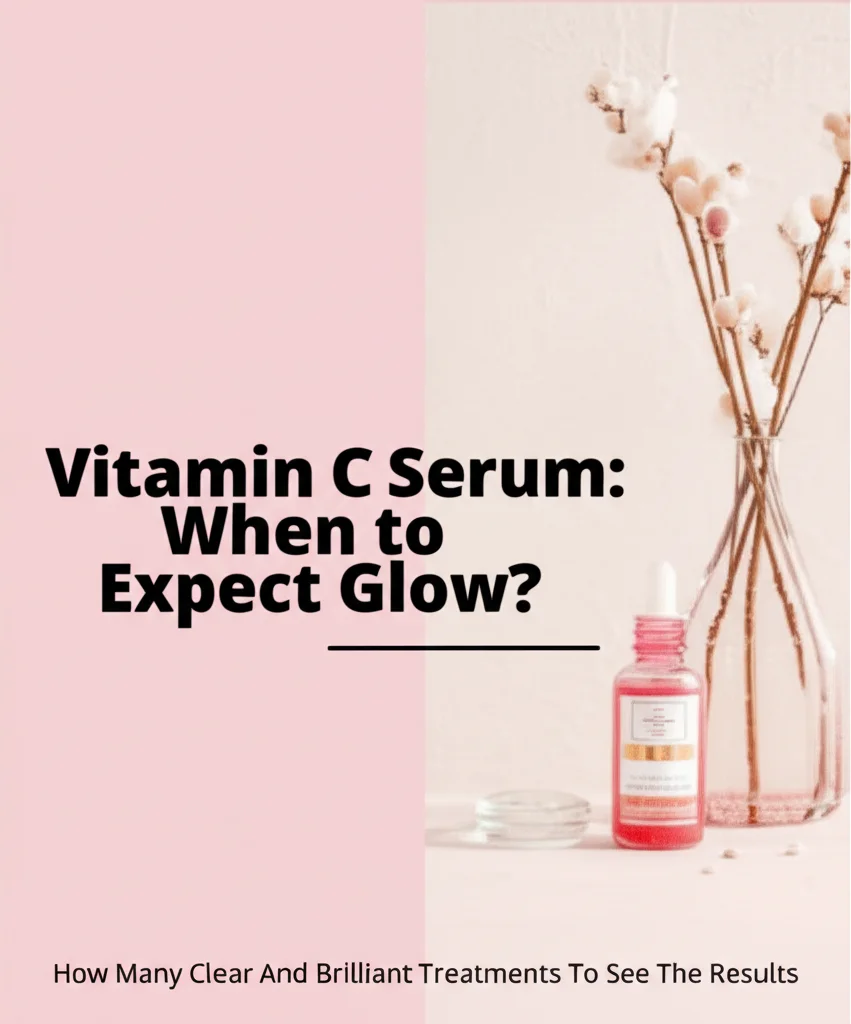 Vitamin C Serum:
When to
Expect Glow?
How Many Clear And Brilliant Treatments To See The Results